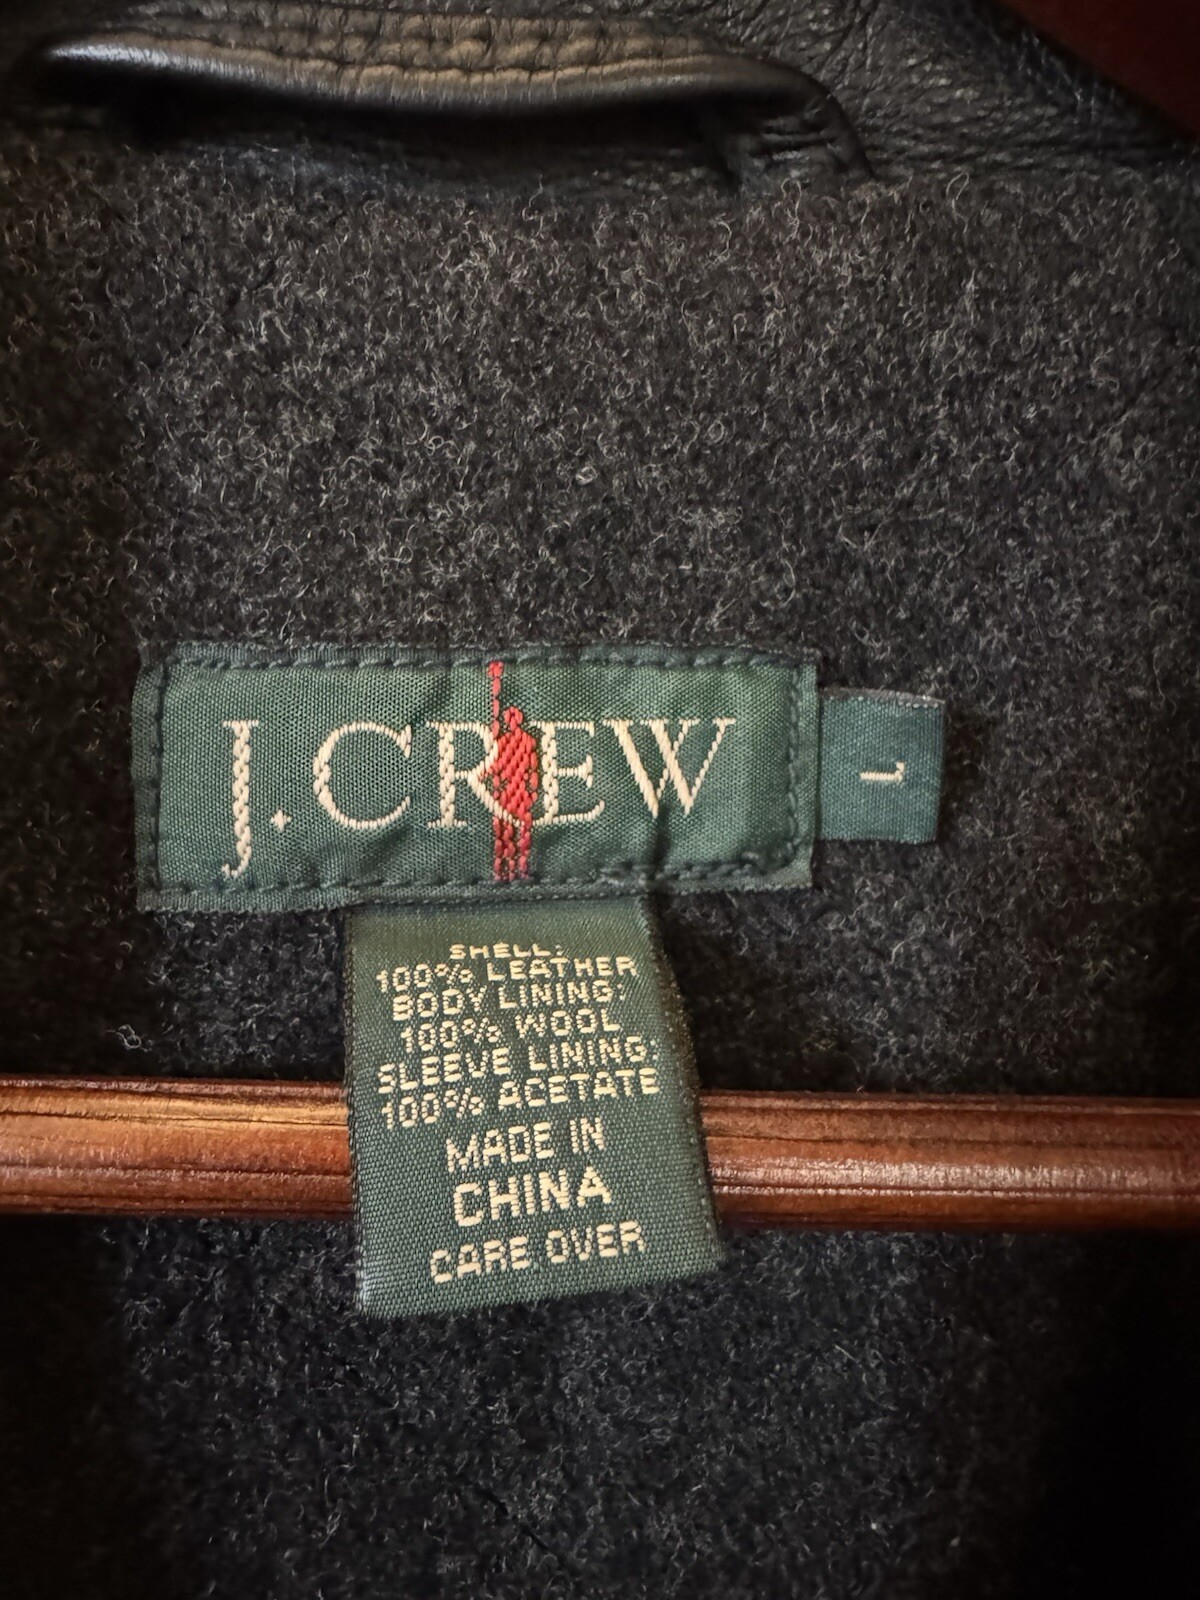 J.CREW
L
SHELL:
100% LEATHER
BODY LINING:
100% WOOL
SLEEVE LINING:
100% ACETATE
MADE IN
CHINA
CARE OVER